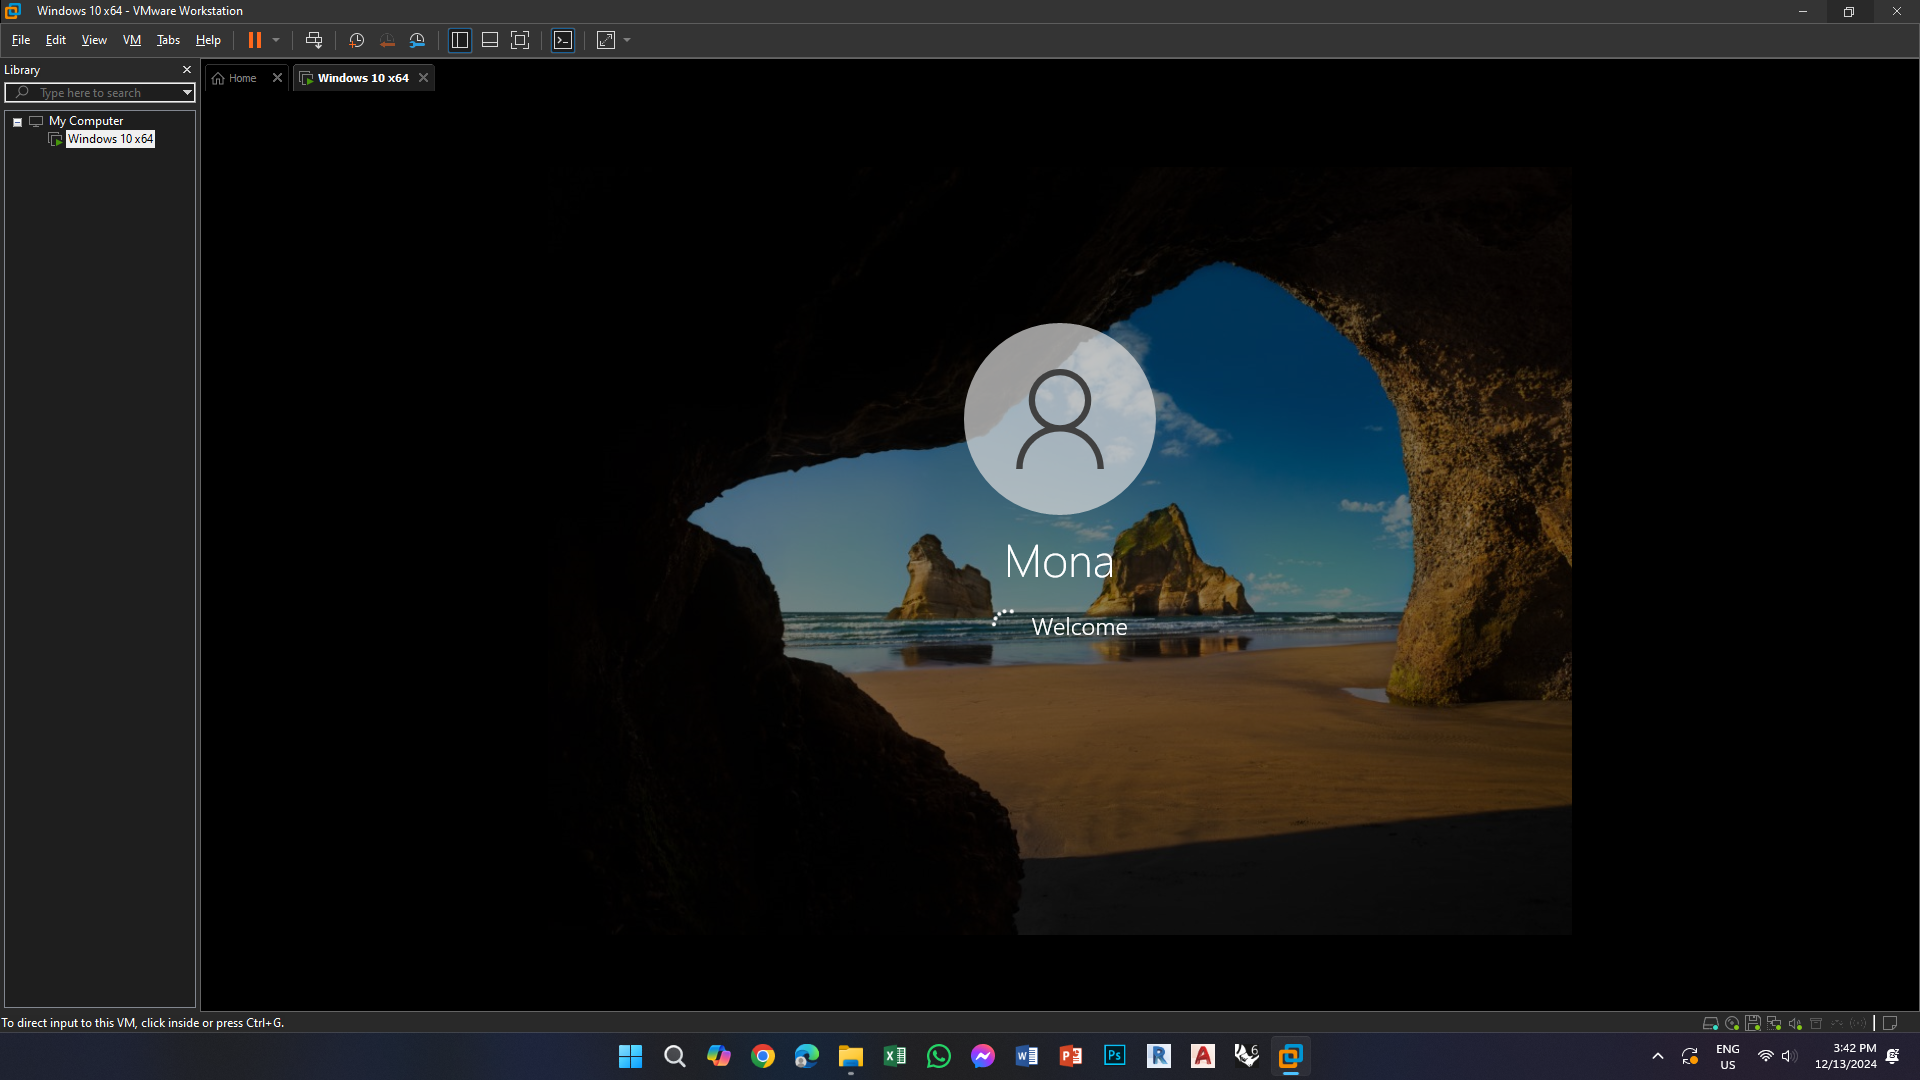 Windows 10 x64 - VMware Workstation
File Edit View VM Tabs Help
Library
Type here to search
My Computer
Windows 10 x64
Home
Windows 10 x64
Mona
Welcome
To direct input to this VM, click inside or press Ctrl+G.
Ps
R
A
6
ENG
US
3:42 PM
12/13/2024